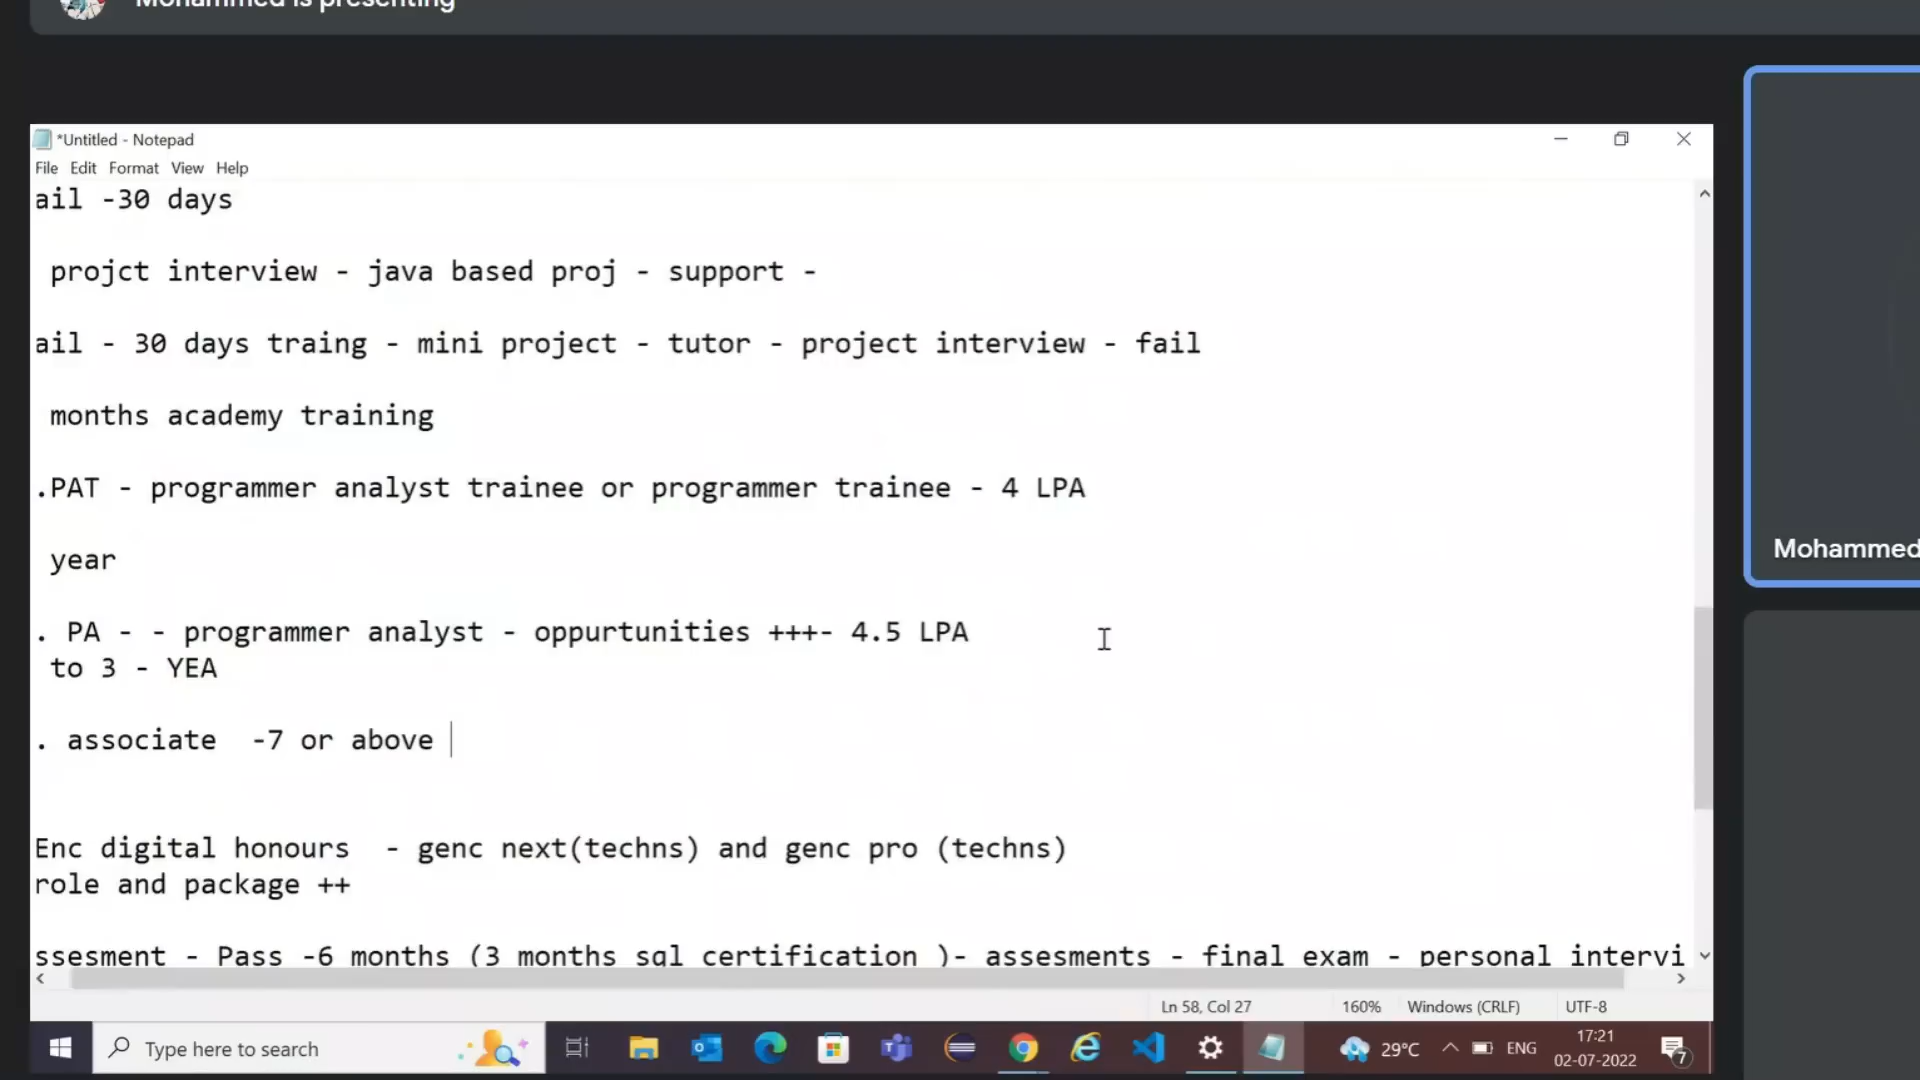 Mohammed is presenting
*Untitled - Notepad
File Edit Format View Help
ail -30 days
projct interview - java based proj - support -
ail - 30 days traing - mini project - tutor - project interview - fail
months academy training
.PAT - programmer analyst trainee or programmer trainee - 4 LPA
year
. PA - - programmer analyst - oppurtunities +++- 4.5 LPA
to 3 - YEA
. associate -7 or above
Enc digital honours - genc next(techns) and genc pro (techns)
role and package ++
ssesment - Pass -6 months (3 months sql certification )- assesments - final exam - personal intervi
Ln 58, Col 27 160% Windows (CRLF) UTF-8
Type here to search 29°C ENG 17:21
02-07-2022 7
Mohammed